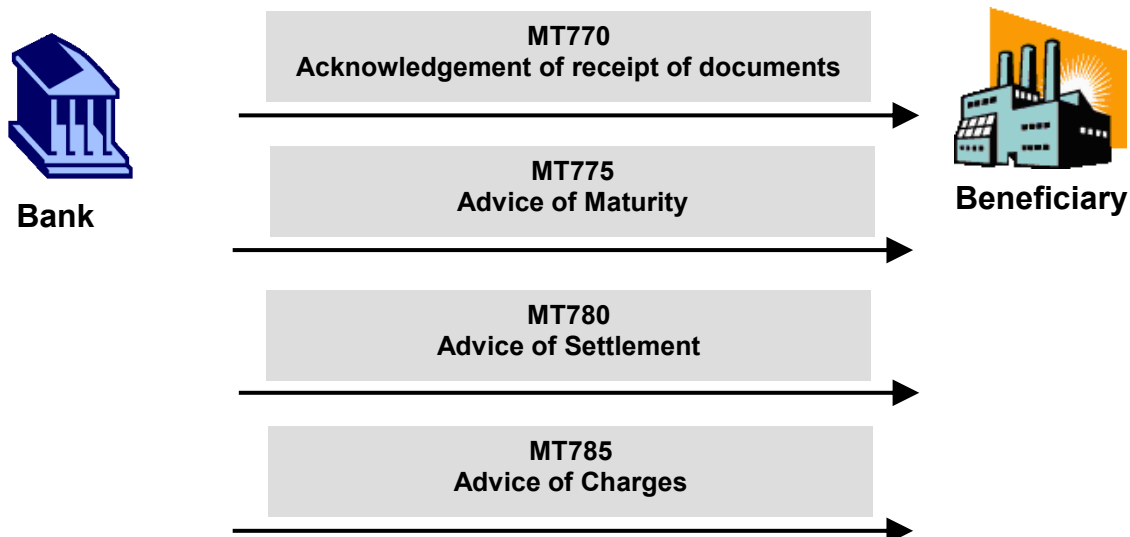 MT770
Acknowledgement of receipt of documents
Bank
MT775
Advice of Maturity
Beneficiary
MT780
Advice of Settlement
MT785
Advice of Charges